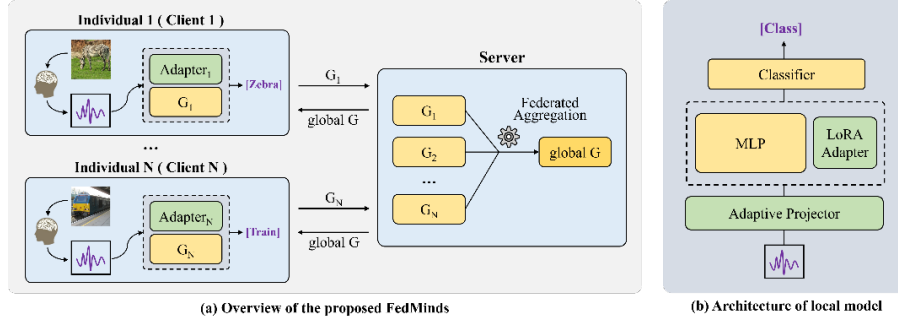 Individual 1 ( Client 1 )
Adapter1
G1
[Zebra]
...
Individual N ( Client N )
AdapterN
GN
[Train]
G1
global G
GN
global G
Server
G1
G2
...
GN
Federated
Aggregation
global G
(a) Overview of the proposed FedMinds
[Class]
Classifier
MLP
LoRA
Adapter
Adaptive Projector
(b) Architecture of local model